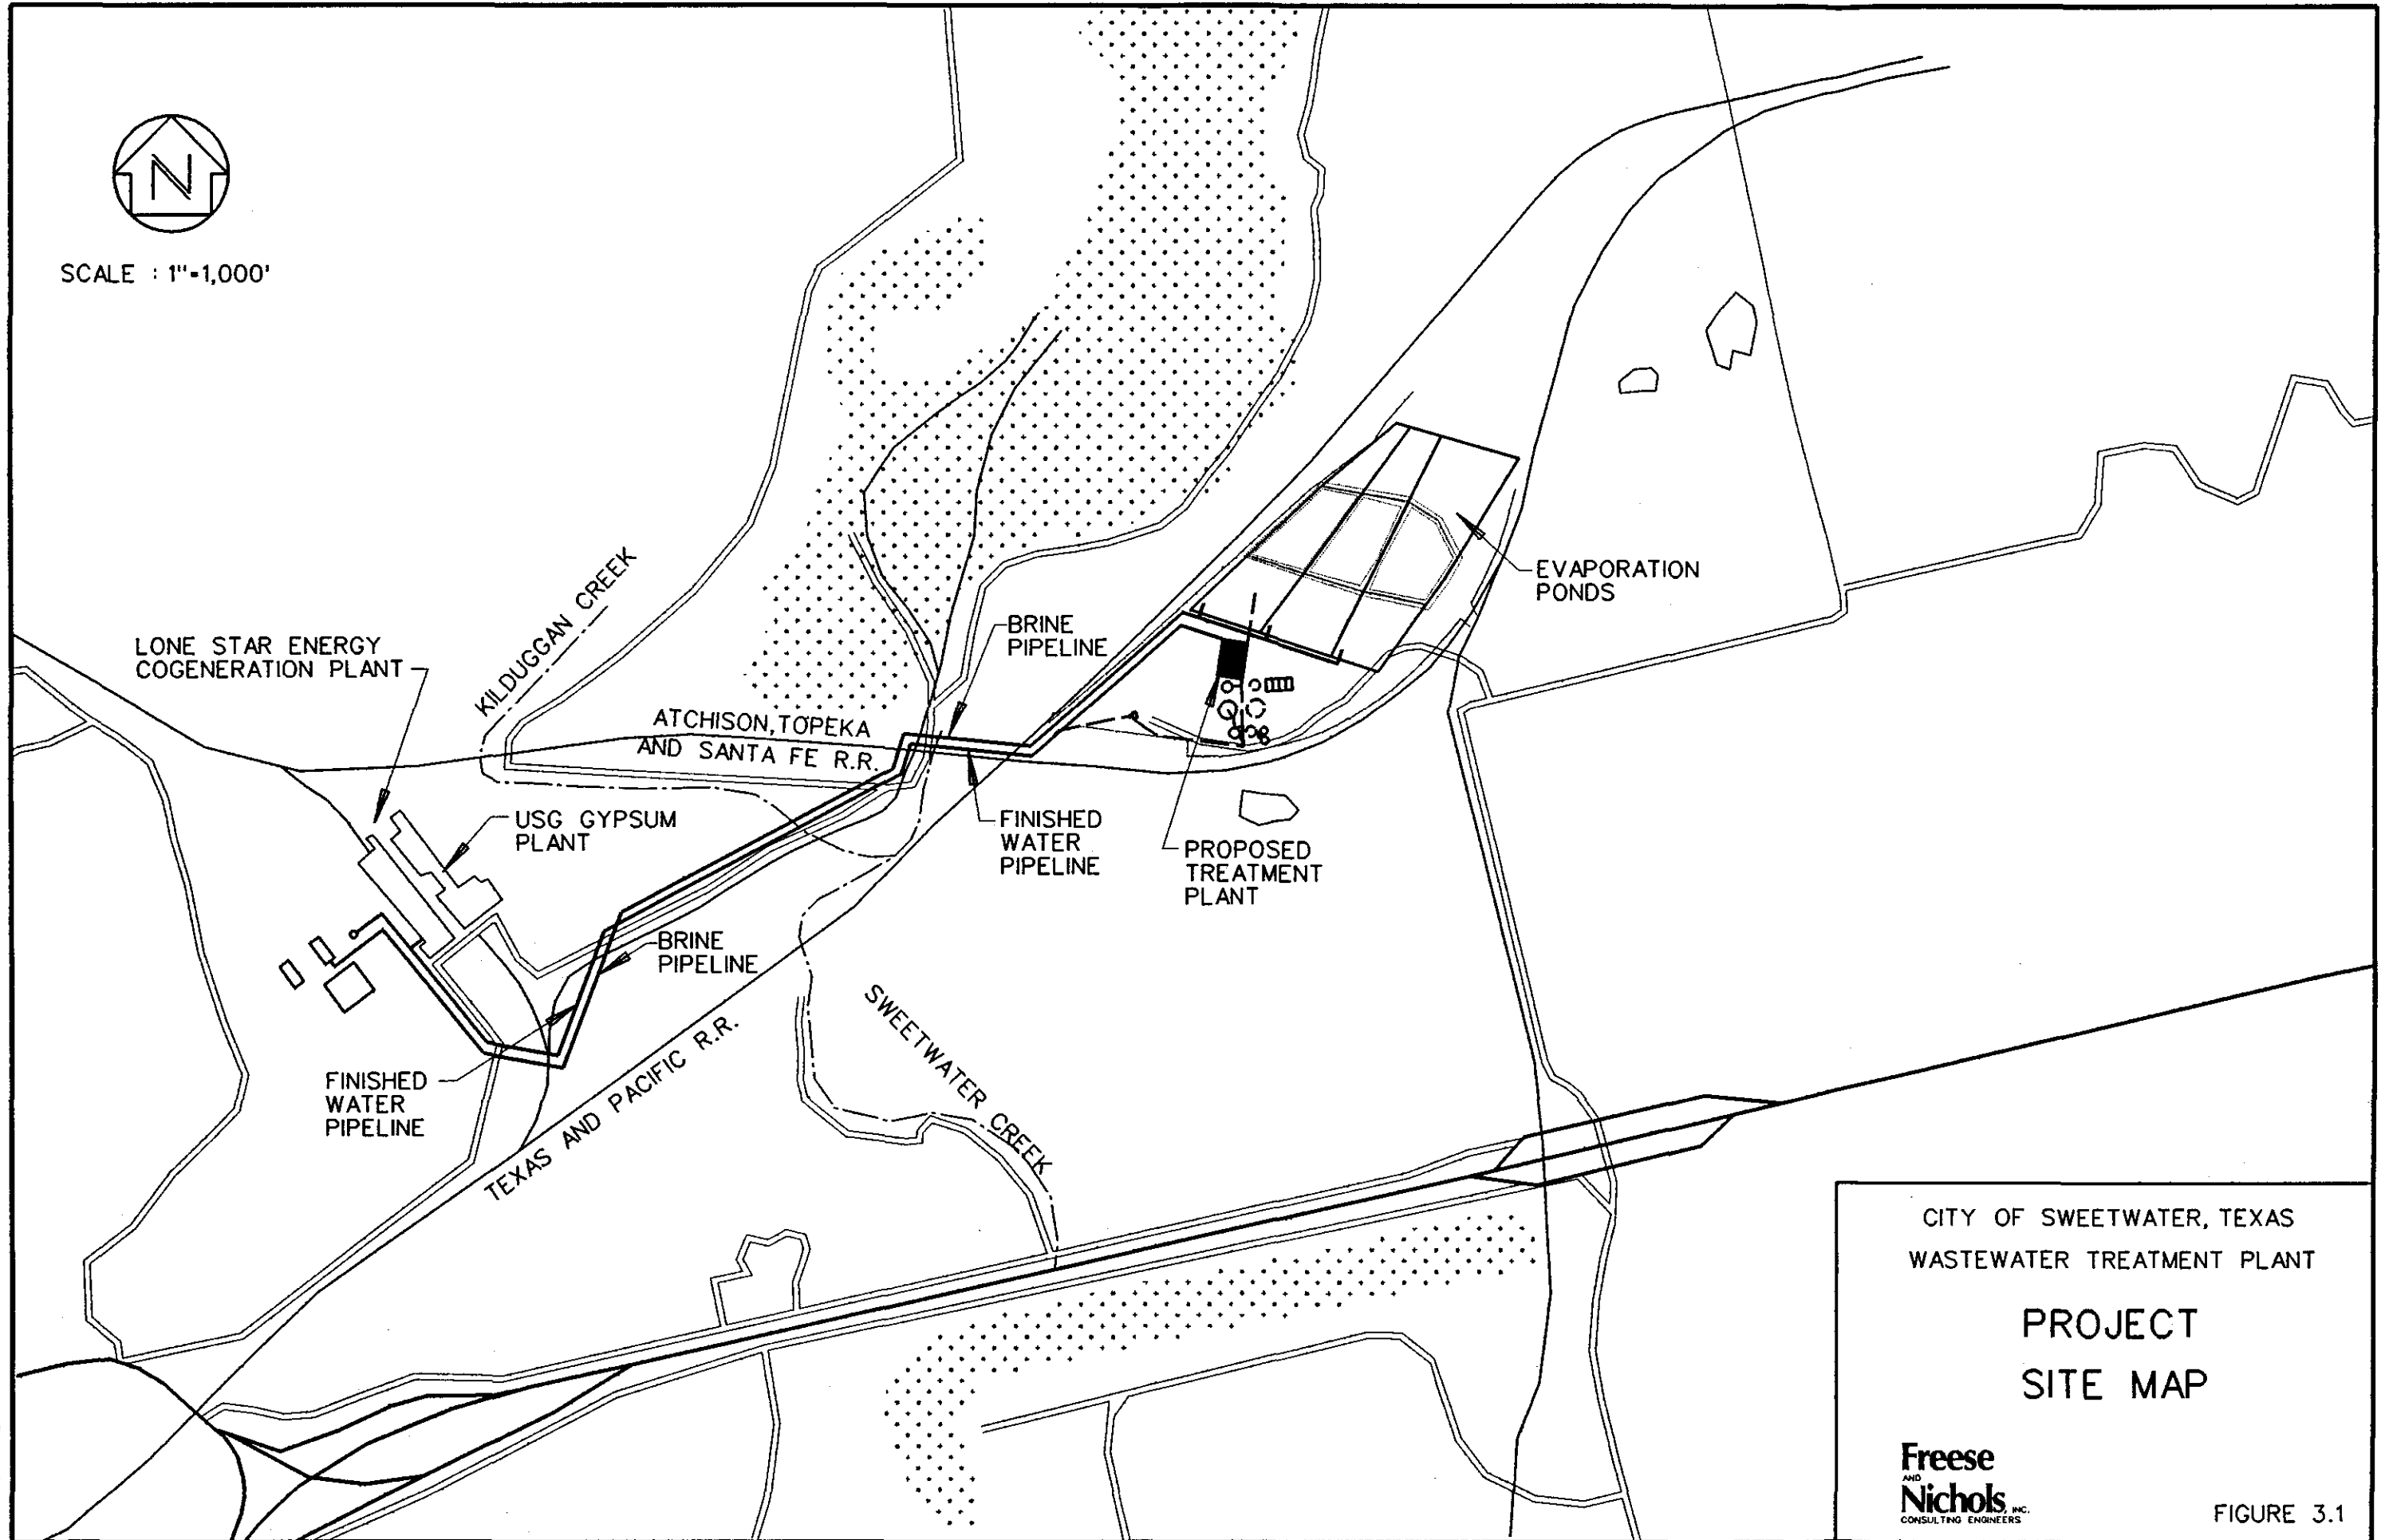 N
SCALE : 1"=1,000'
KILDUGGAN CREEK
LONE STAR ENERGY
COGENERATION PLANT
BRINE
PIPELINE
EVAPORATION
PONDS
ATCHISON, TOPEKA
AND SANTA FE R.R.
USG GYPSUM
PLANT
FINISHED
WATER
PIPELINE
PROPOSED
TREATMENT
PLANT
BRINE
PIPELINE
SWEETWATER CREEK
FINISHED
WATER
PIPELINE
TEXAS AND PACIFIC R.R.
CITY OF SWEETWATER, TEXAS
WASTEWATER TREATMENT PLANT
PROJECT
SITE MAP
Freese
AND
Nichols, INC.
CONSULTING ENGINEERS
FIGURE 3.1